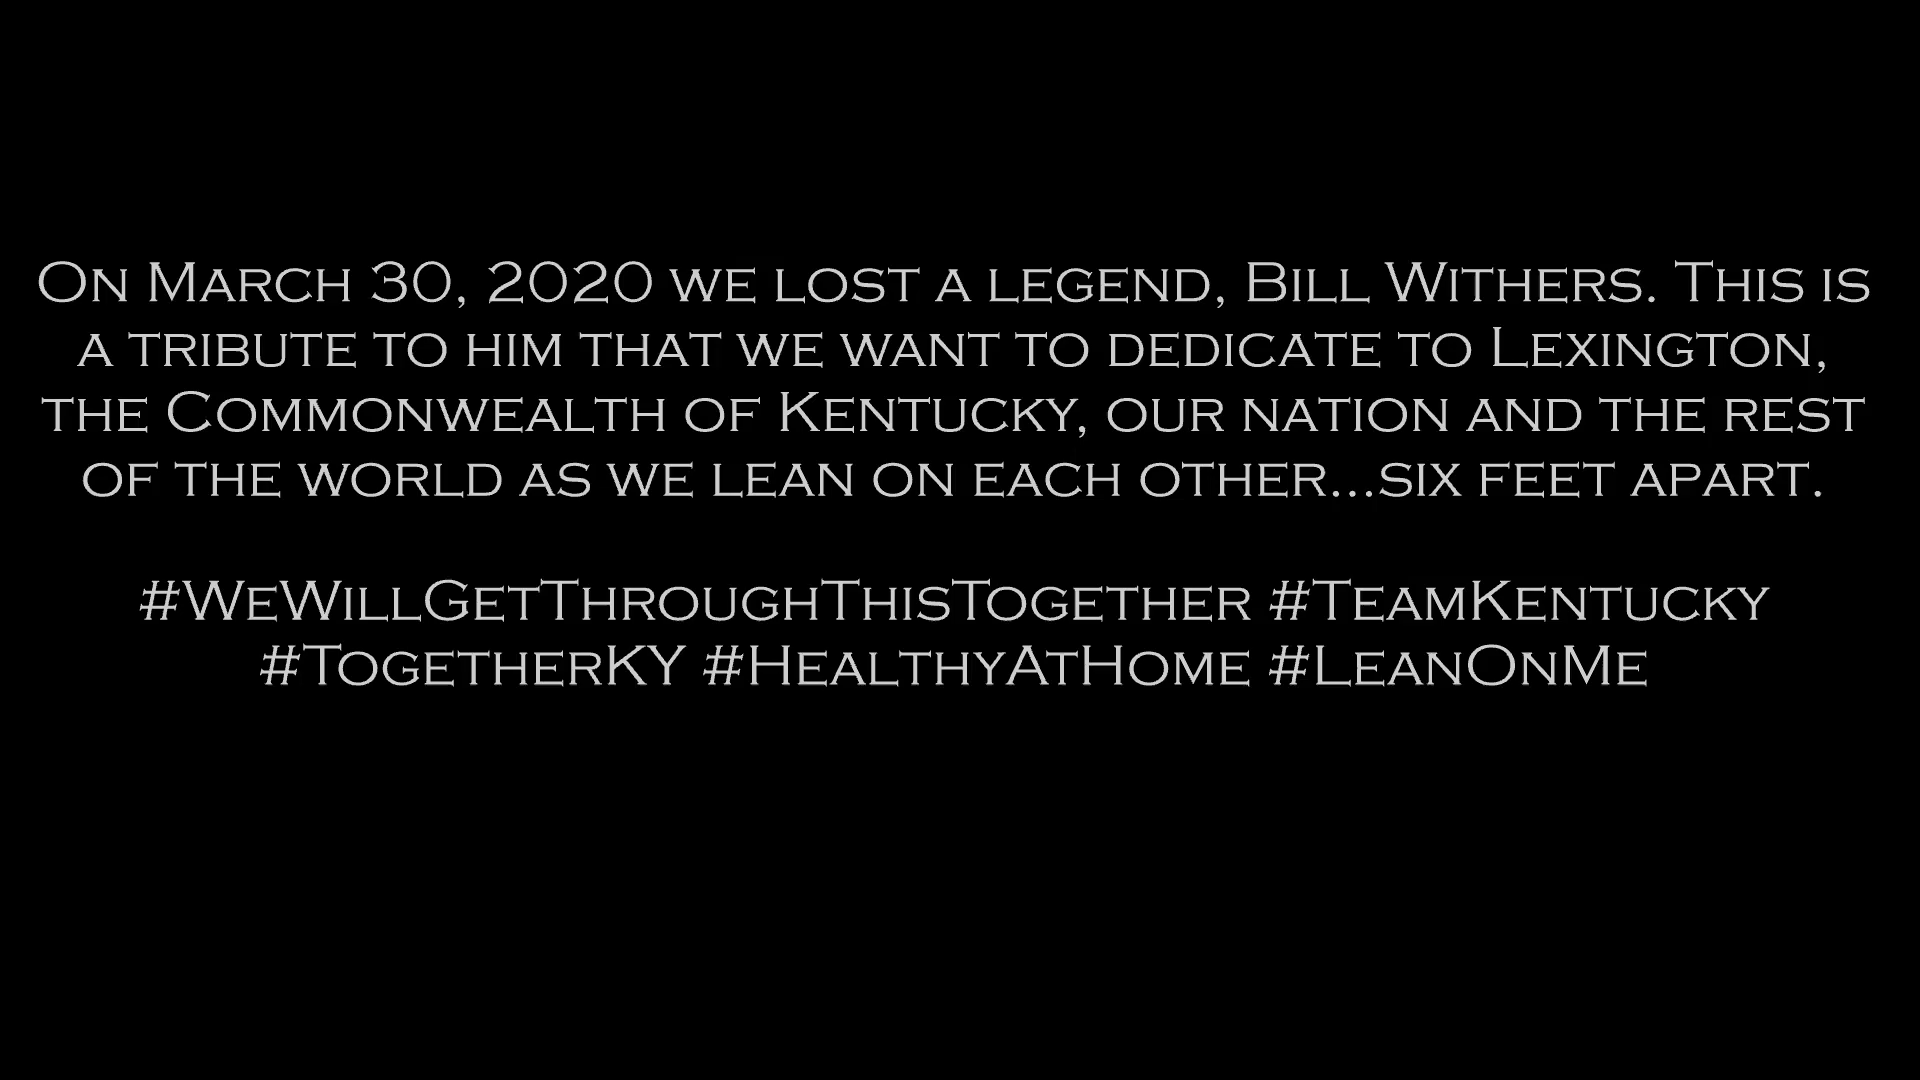 On March 30, 2020 we lost a legend, Bill Withers. This is
a tribute to him that we want to dedicate to Lexington,
the Commonwealth of Kentucky, our nation and the rest
of the world as we lean on each other...six feet apart.
#WeWillGetThroughThisTogether #TeamKentucky
#TogetherKY #HealthyAtHome #LeanOnMe